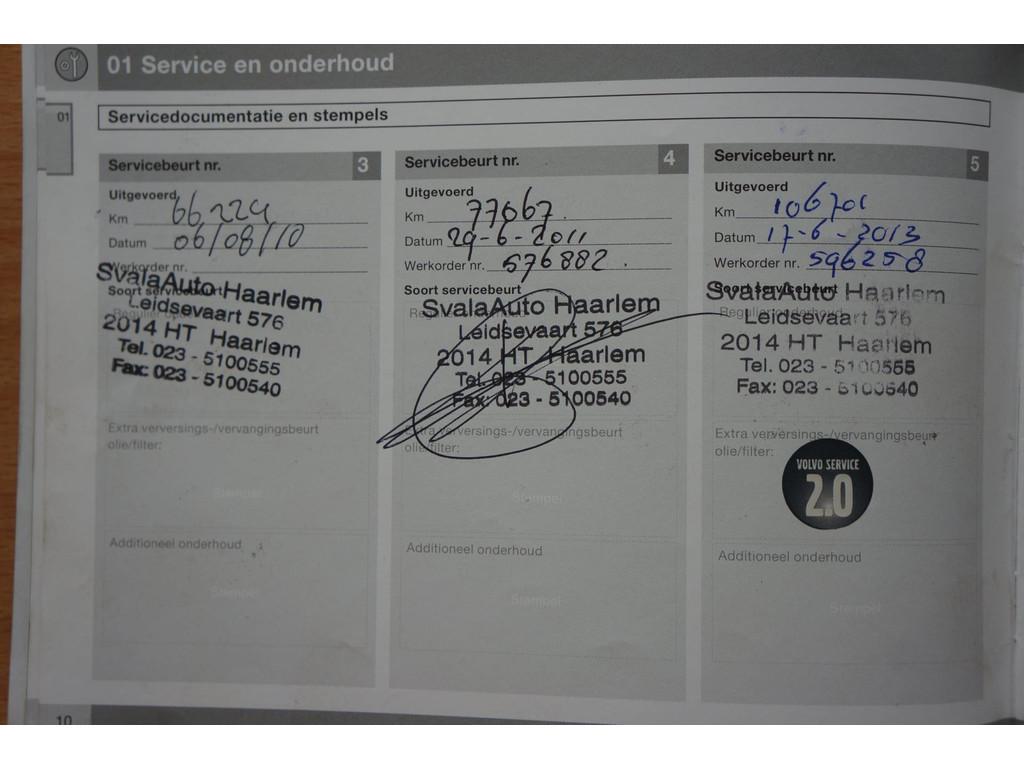 01 Service en onderhoud
01
Servicedocumentatie en stempels
Servicebeurt nr. 3
Uitgevoerd
Km 66224
Datum 06/08/10
Werkorder nr.
Soort servicebeurt
SvalaAuto Haarlem
Leidsevaart 576
2014 HT Haarlem
Tel. 023 - 5100555
Fax: 023 - 5100540
Extra verversings-/vervangingsbeurt
olie/filter:
Stempel
Additioneel onderhoud
Stempel
Servicebeurt nr. 4
Uitgevoerd
Km 77067
Datum 29-6-2011
Werkorder nr. 576882
Soort servicebeurt
SvalaAuto Haarlem
Leidsevaart 576
2014 HT Haarlem
Tel. 023 - 5100555
Fax: 023 - 5100540
Extra verversings-/vervangingsbeurt
olie/filter:
Stempel
Additioneel onderhoud
Stempel
Servicebeurt nr. 5
Uitgevoerd
Km 106701
Datum 17-6-2013
Werkorder nr. 596258
Soort servicebeurt
SvalaAuto Haarlem
Regulier onderhoud
Leidsevaart 576
2014 HT Haarlem
Tel. 023 - 5100555
Fax: 023 - 5100540
Extra verversings-/vervangingsbeurt
olie/filter:
VOLVO SERVICE
2.0
Additioneel onderhoud
Stempel
10